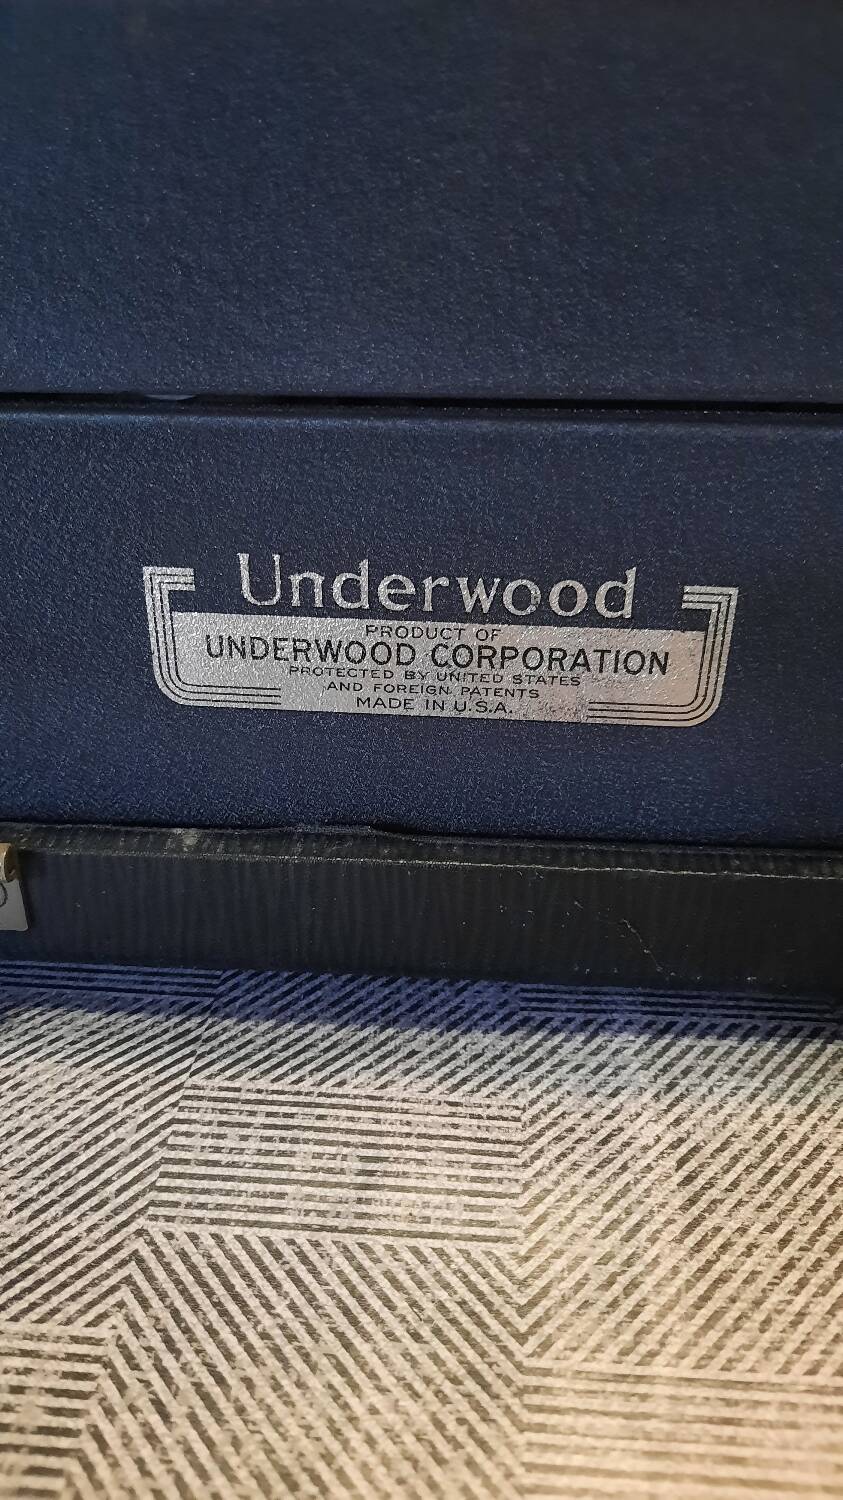 Underwood
PRODUCT OF
UNDERWOOD CORPORATION
PROTECTED BY UNITED STATES
AND FOREIGN PATENTS
MADE IN U.S.A.